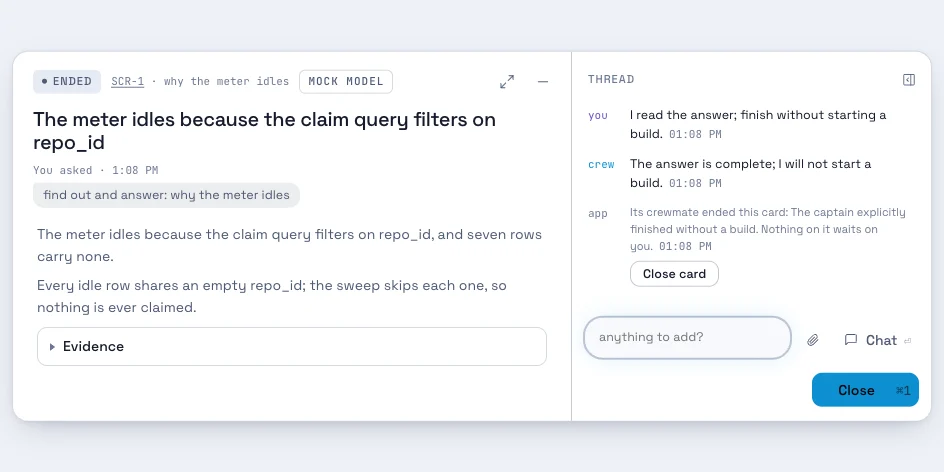 ENDED SCR-1 · why the meter idles MOCK MODEL
The meter idles because the claim query filters on
repo_id
You asked · 1:08 PM
find out and answer: why the meter idles
The meter idles because the claim query filters on repo_id, and seven rows
carry none.
Every idle row shares an empty repo_id; the sweep skips each one, so
nothing is ever claimed.
Evidence
THREAD
you I read the answer; finish without starting a
build. 01:08 PM
crew The answer is complete; I will not start a
build. 01:08 PM
app Its crewmate ended this card: The captain explicitly
finished without a build. Nothing on it waits on
you. 01:08 PM
Close card
anything to add?
Chat ⏎
Close ⌘1